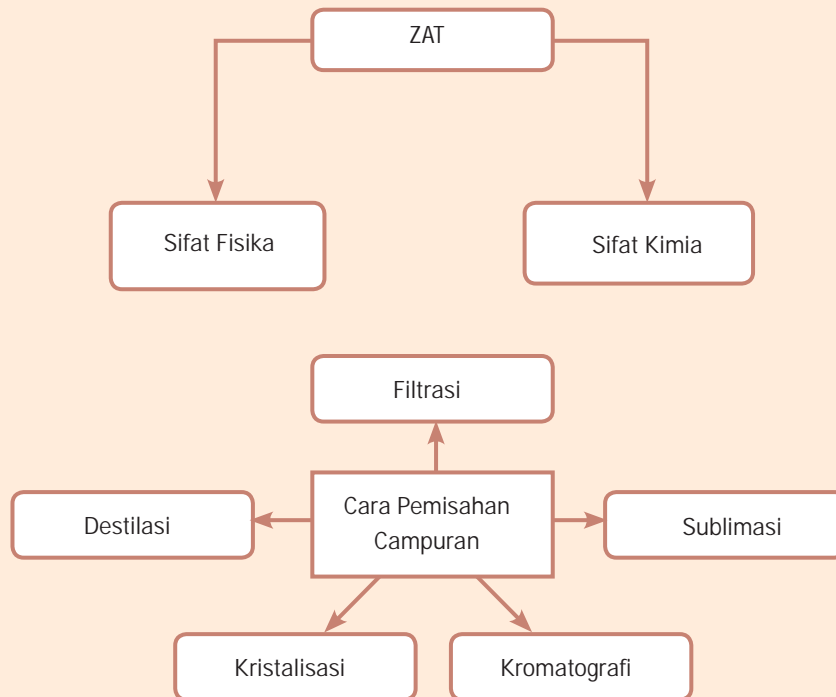 ZAT
Sifat Fisika
Sifat Kimia
Filtrasi
Cara Pemisahan
Campuran
Destilasi
Sublimasi
Kristalisasi
Kromatografi